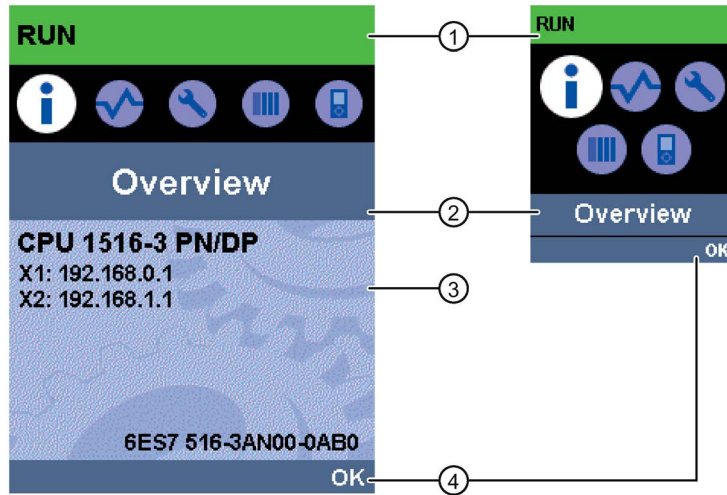 RUN
Overview
CPU 1516-3 PN/DP
X1: 192.168.0.1
X2: 192.168.1.1
6ES7 516-3AN00-0AB0
OK
1
2
3
4
RUN
Overview
OK